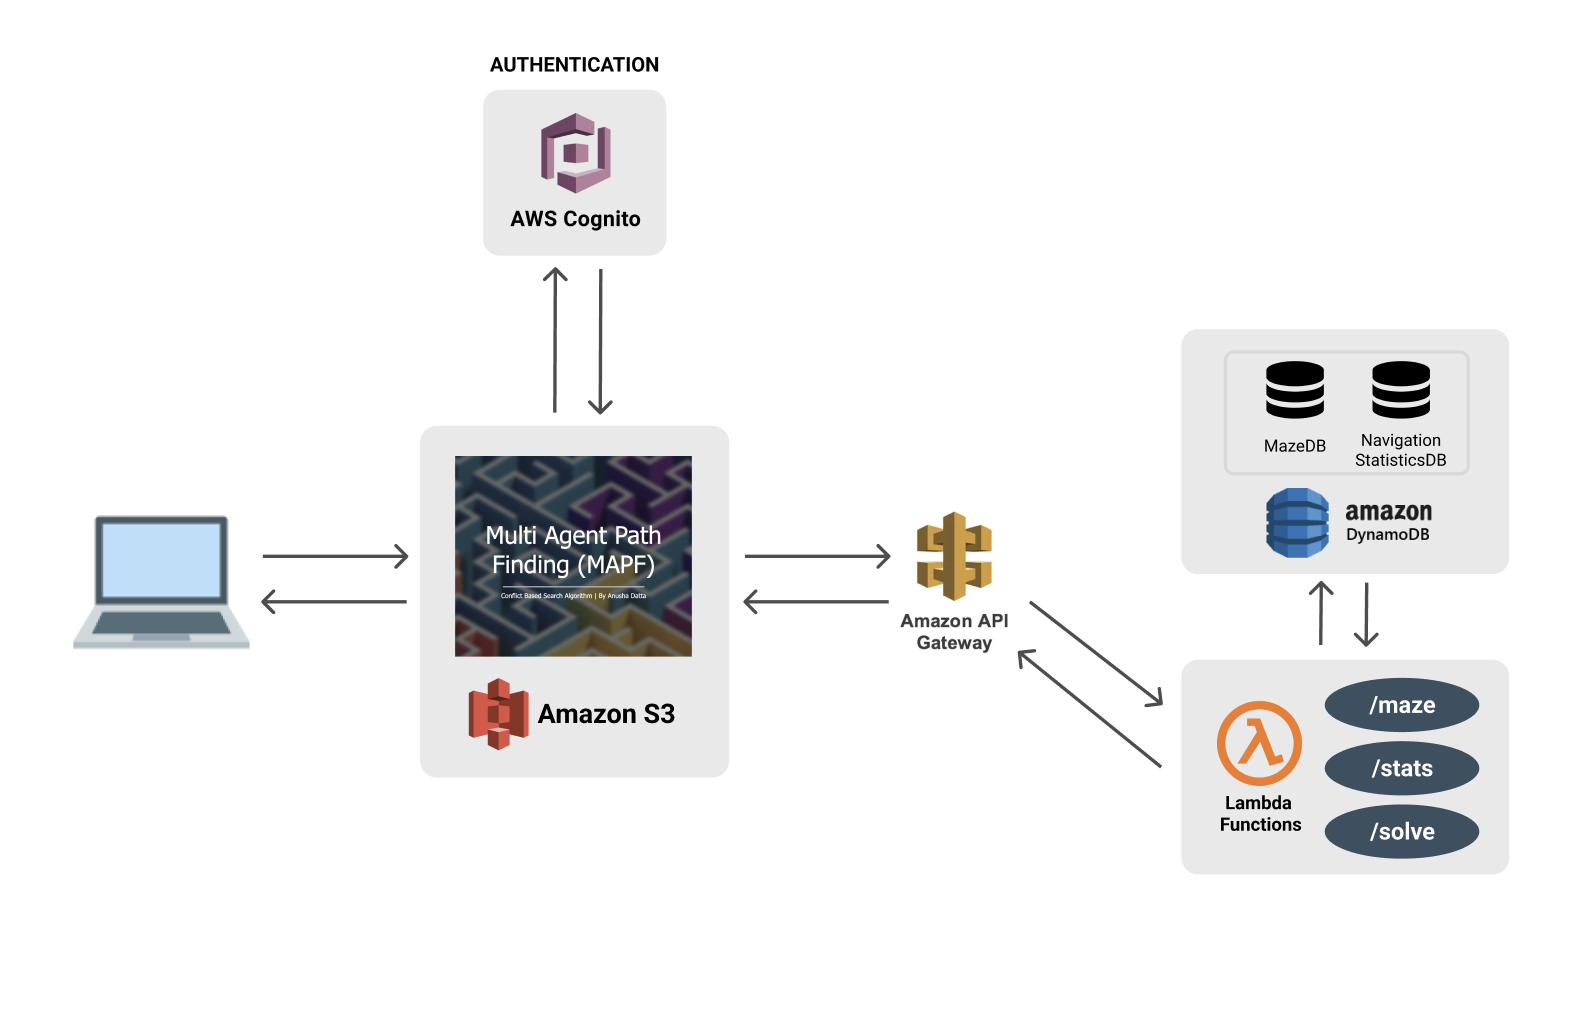 AUTHENTICATION
AWS Cognito
Multi Agent Path
Finding (MAPF)
Conflict Based Search Algorithm | By Anusha Datta
Amazon S3
Amazon API
Gateway
MazeDB
Navigation
StatisticsDB
amazon
DynamoDB
Lambda
Functions
/maze
/stats
/solve